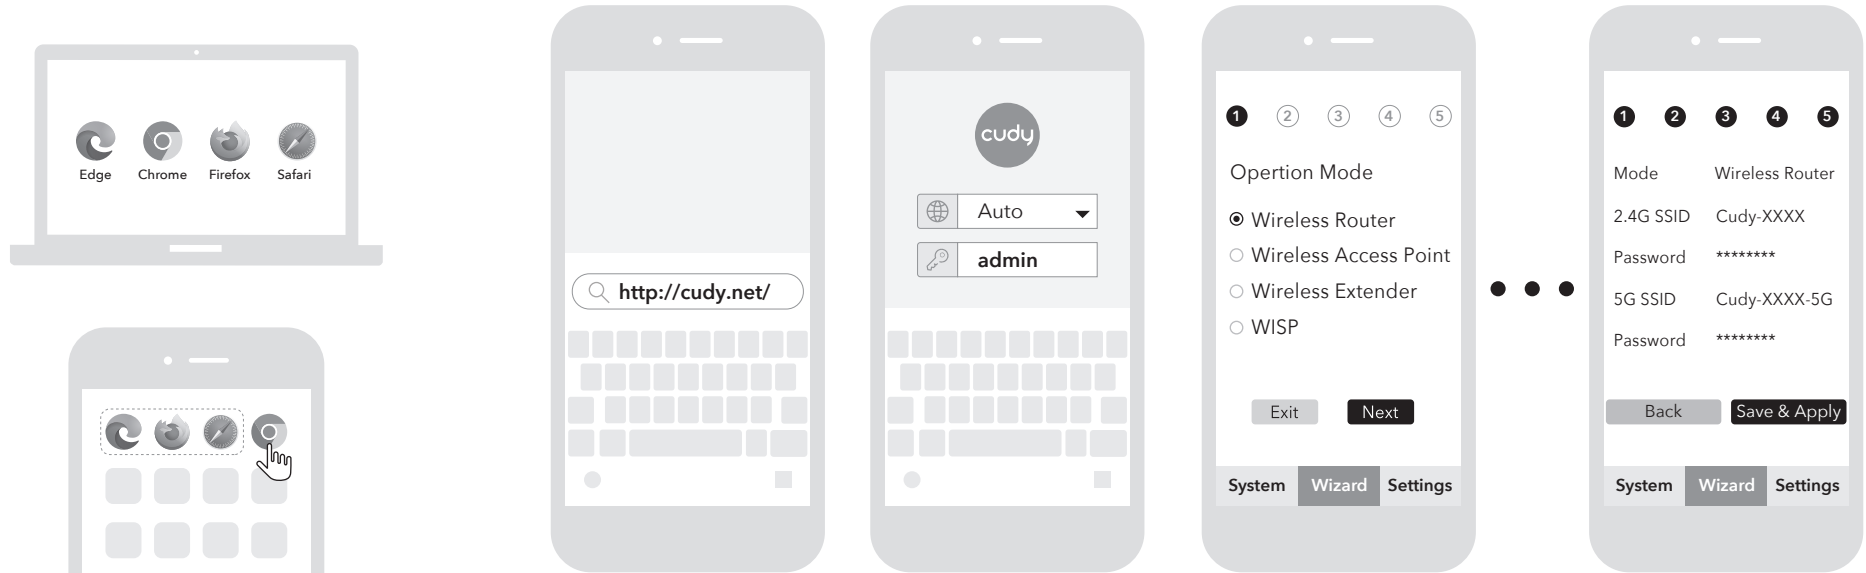 Edge Chrome Firefox Safari
http://cudy.net/
cudy
Auto
admin
1 2 3 4 5
Opertion Mode
Wireless Router
Wireless Access Point
Wireless Extender
WISP
Exit Next
System Wizard Settings
1 2 3 4 5
Mode Wireless Router
2.4G SSID Cudy-XXXX
Password ********
5G SSID Cudy-XXXX-5G
Password ********
Back Save & Apply
System Wizard Settings